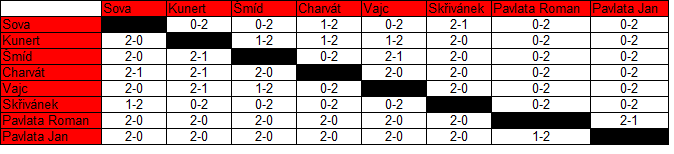 Sova Kunert Šmíd Charvát Vajc Skřivánek Pavlata Roman Pavlata Jan
Sova 0-2 0-2 1-2 0-2 2-1 0-2 0-2
Kunert 2-0 1-2 1-2 1-2 2-0 0-2 0-2
Šmíd 2-0 2-1 0-2 2-1 2-0 0-2 0-2
Charvát 2-1 2-1 2-0 2-0 2-0 0-2 0-2
Vajc 2-0 2-1 1-2 0-2 2-0 0-2 0-2
Skřivánek 1-2 0-2 0-2 0-2 0-2 0-2 0-2
Pavlata Roman 2-0 2-0 2-0 2-0 2-0 2-0 2-1
Pavlata Jan 2-0 2-0 2-0 2-0 2-0 2-0 1-2